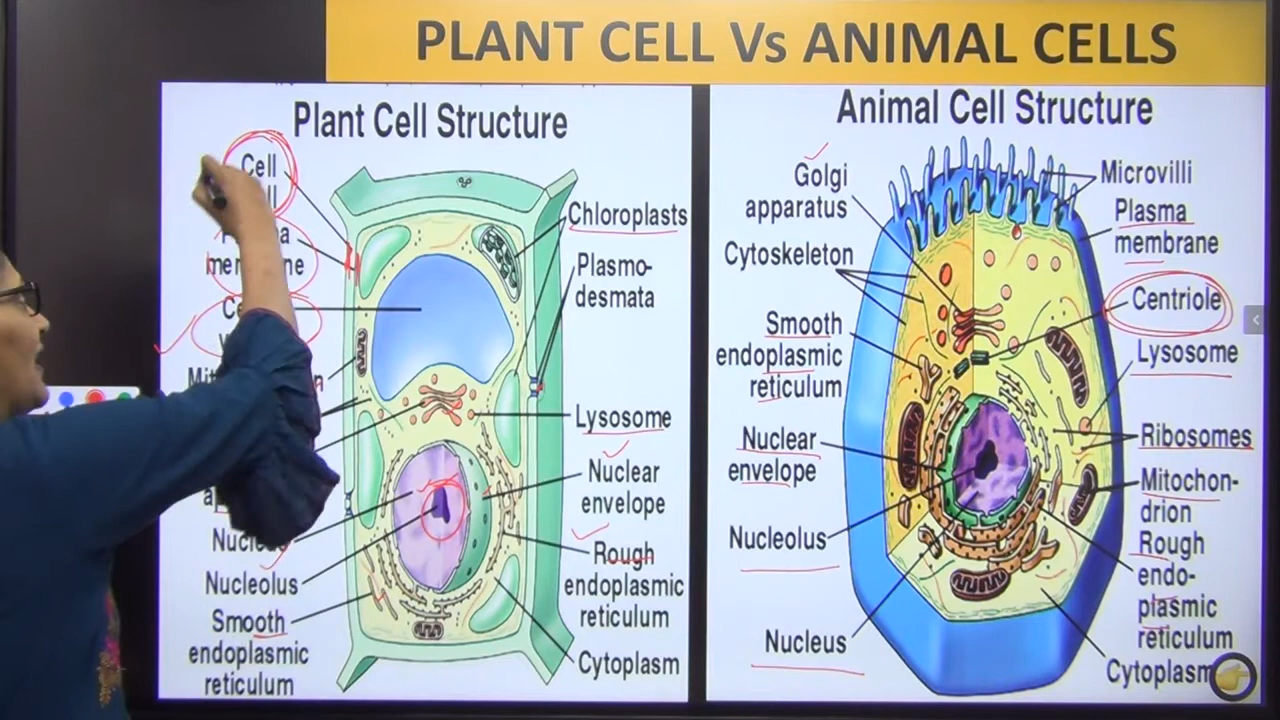 PLANT CELL Vs ANIMAL CELLS
Plant Cell Structure
Cell
membrane
Nucleolus
Smooth
endoplasmic
reticulum
Chloroplasts
Plasmo-
desmata
Lysosome
Nuclear
envelope
Rough
endoplasmic
reticulum
Cytoplasm
Animal Cell Structure
Golgi
apparatus
Cytoskeleton
Smooth
endoplasmic
reticulum
Nuclear
envelope
Nucleolus
Nucleus
Microvilli
Plasma
membrane
Centriole
Lysosome
Ribosomes
Mitochon-
drion
Rough
endo-
plasmic
reticulum
Cytoplasm